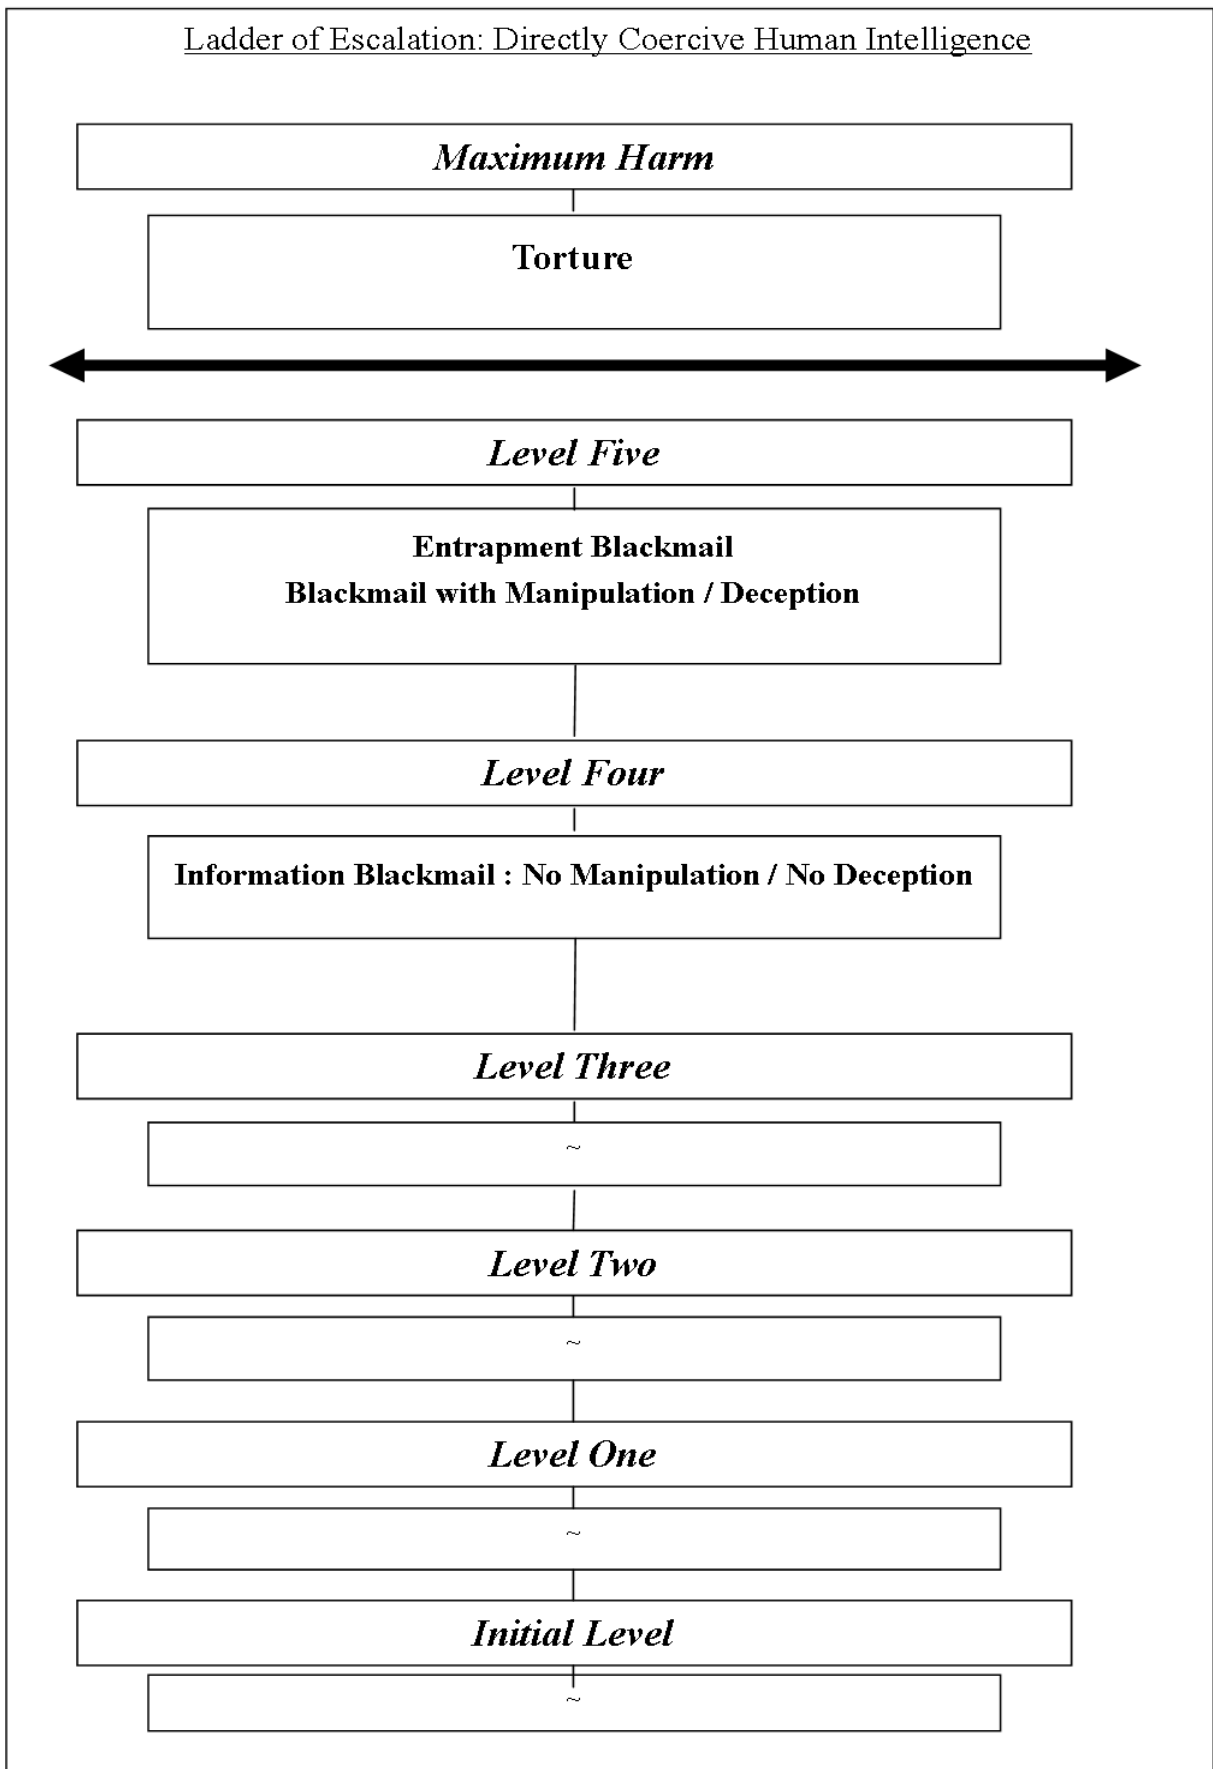 Ladder of Escalation: Directly Coercive Human Intelligence
Maximum Harm
Torture
Level Five
Entrapment Blackmail
Blackmail with Manipulation / Deception
Level Four
Information Blackmail : No Manipulation / No Deception
Level Three
~
Level Two
~
Level One
~
Initial Level
~